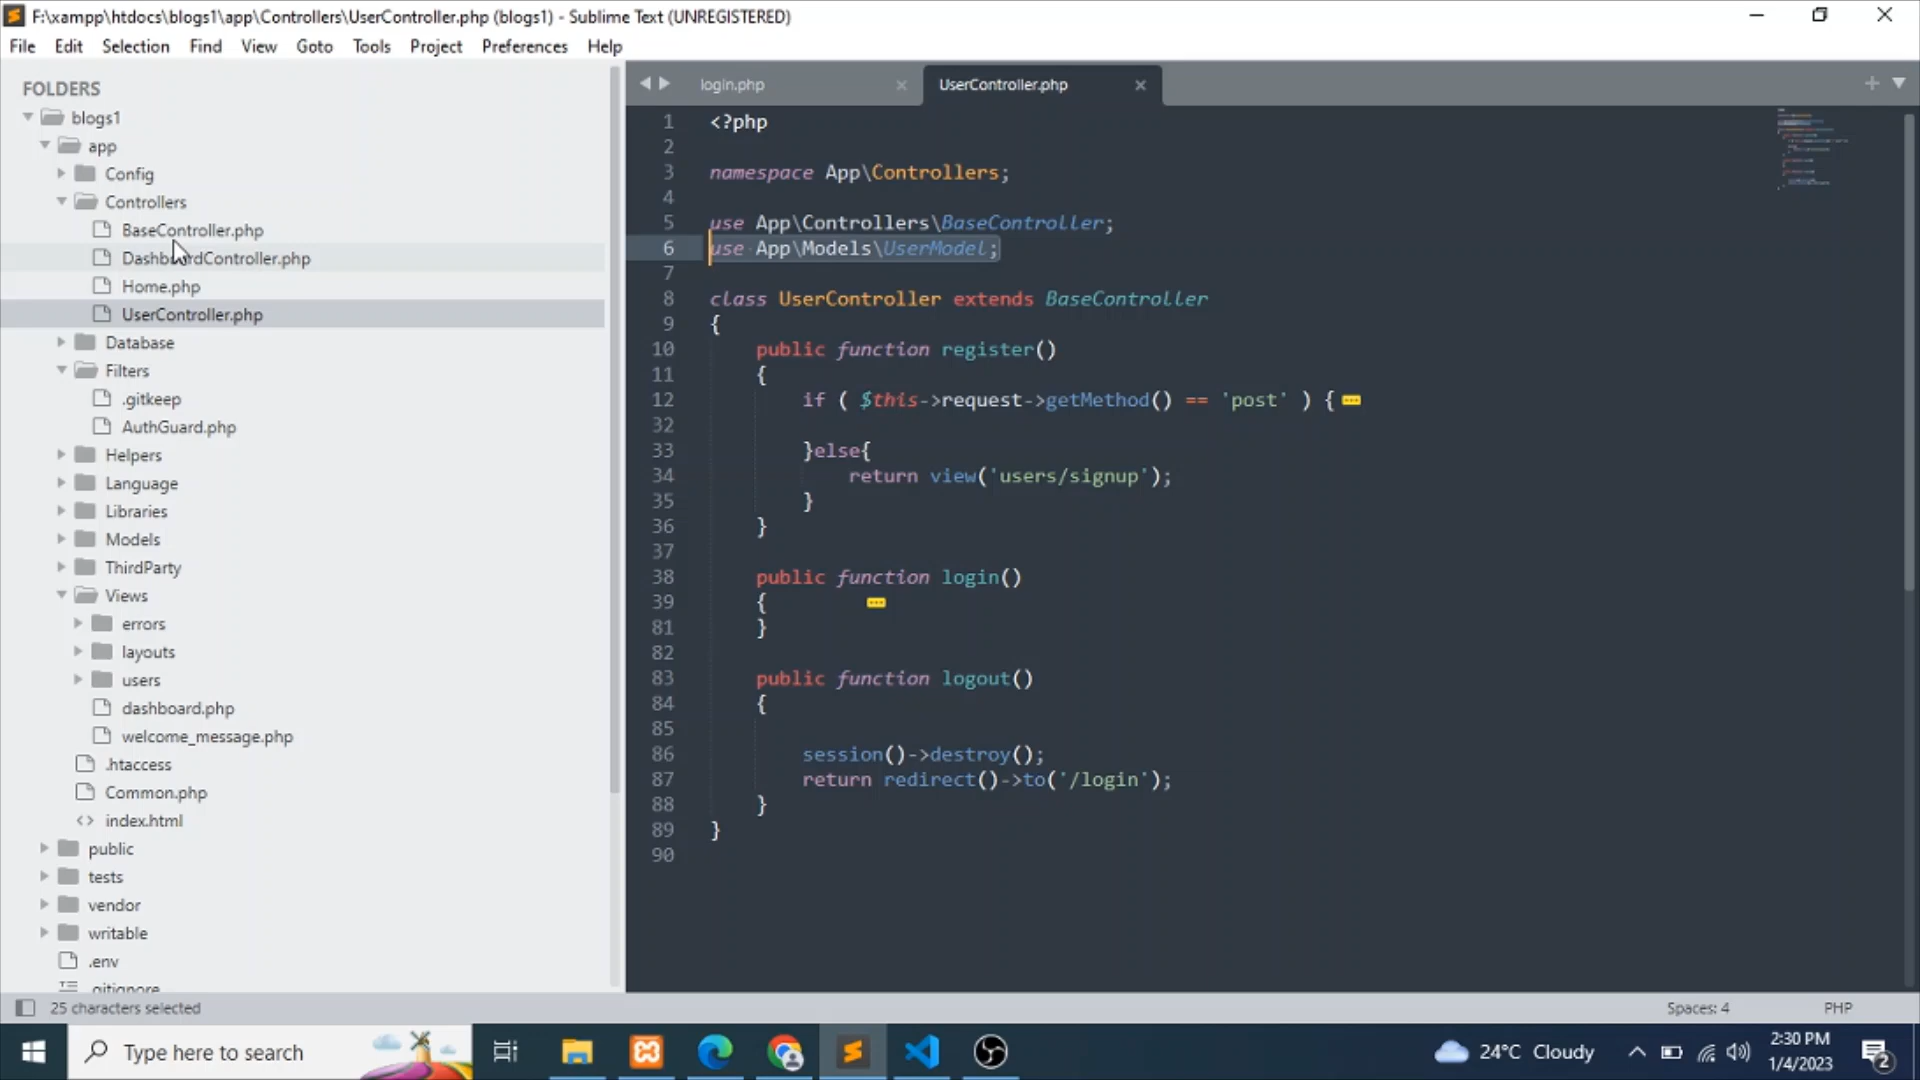 F:\xampp\htdocs\blogs1\app\Controllers\UserController.php (blogs1) - Sublime Text (UNREGISTERED)
File Edit Selection Find View Goto Tools Project Preferences Help
FOLDERS
blogs1
app
Config
Controllers
BaseController.php
DashboardController.php
Home.php
UserController.php
Database
Filters
.gitkeep
AuthGuard.php
Helpers
Language
Libraries
Models
ThirdParty
Views
errors
layouts
users
dashboard.php
welcome_message.php
.htaccess
Common.php
index.html
public
tests
vendor
writable
.env
.gitignore
login.php
UserController.php
1 <?php
2
3 namespace App\Controllers;
4
5 use App\Controllers\BaseController;
6 use App\Models\UserModel;
7
8 class UserController extends BaseController
9 {
10 public function register()
11 {
12 if ( $this->request->getMethod() == 'post' ) {
32
33 }else{
34 return view('users/signup');
35 }
36 }
37
38 public function login()
39 {
81 }
82
83 public function logout()
84 {
85
86 session()->destroy();
87 return redirect()->to('/login');
88 }
89 }
90
25 characters selected
Spaces: 4
PHP
Type here to search
24°C Cloudy
2:30 PM
1/4/2023
2